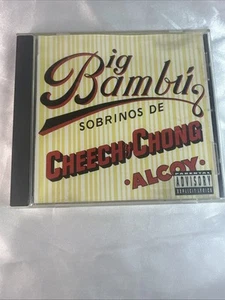 Big
Bambú
SOBRINOS DE
CHEECH Y CHONG
·ALCOY·
PARENTAL
ADVISORY
EXPLICIT LYRICS